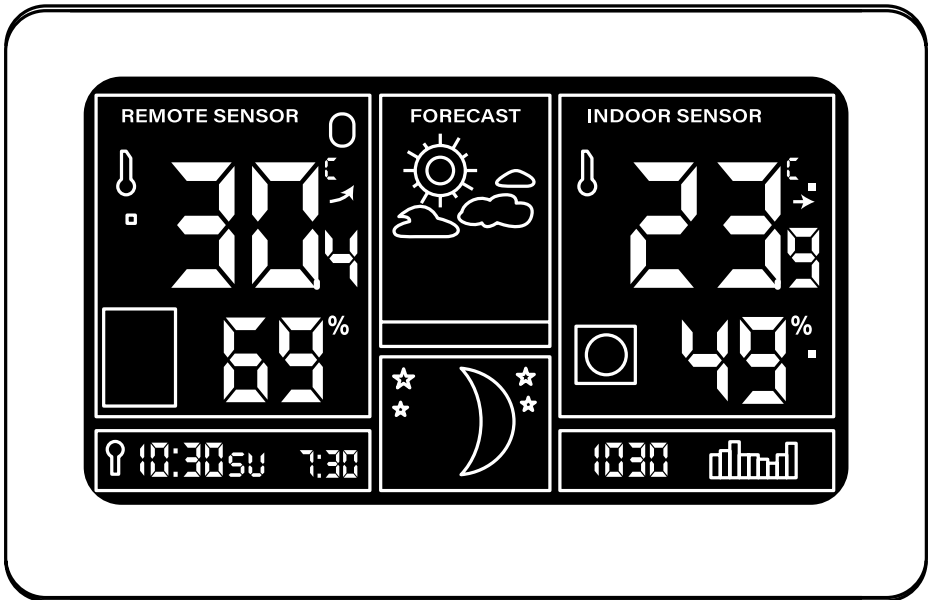 REMOTE SENSOR
30.4 C
69%
10:30 SU 7:30
FORECAST
INDOOR SENSOR
23.9 C
49%
1030